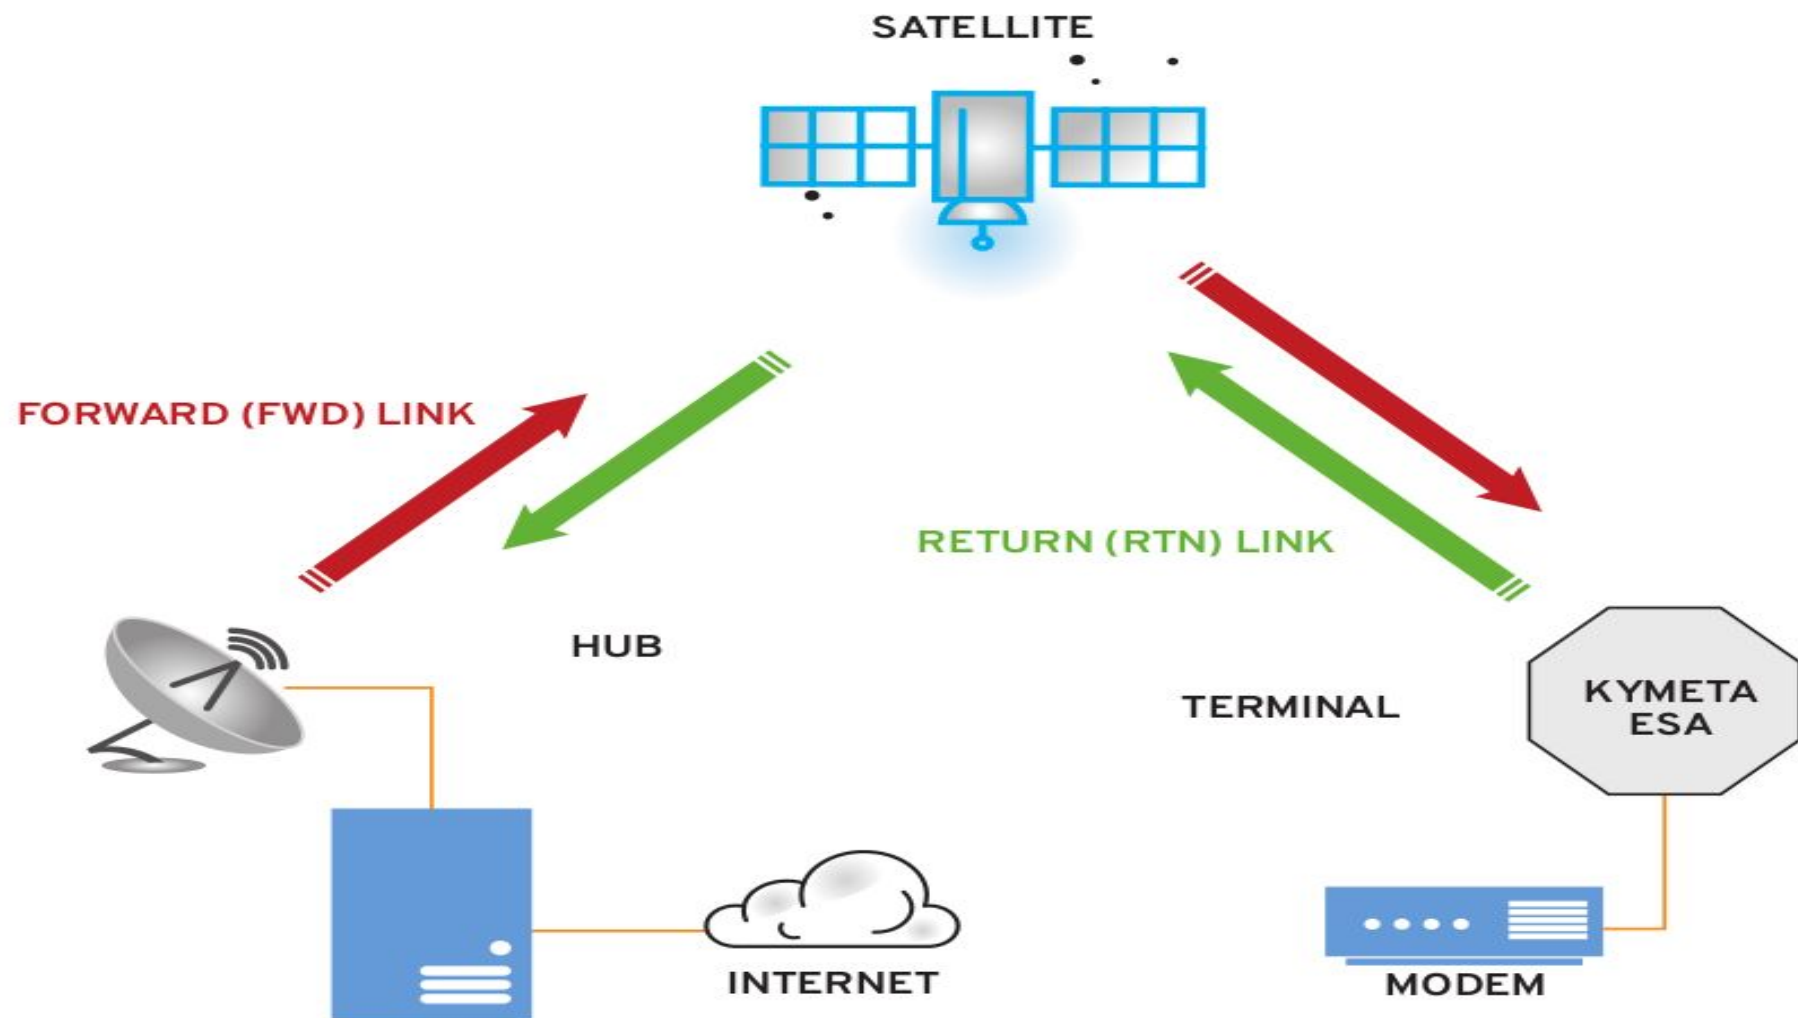 SATELLITE
FORWARD (FWD) LINK
RETURN (RTN) LINK
HUB
TERMINAL
KYMETA
ESA
INTERNET
MODEM